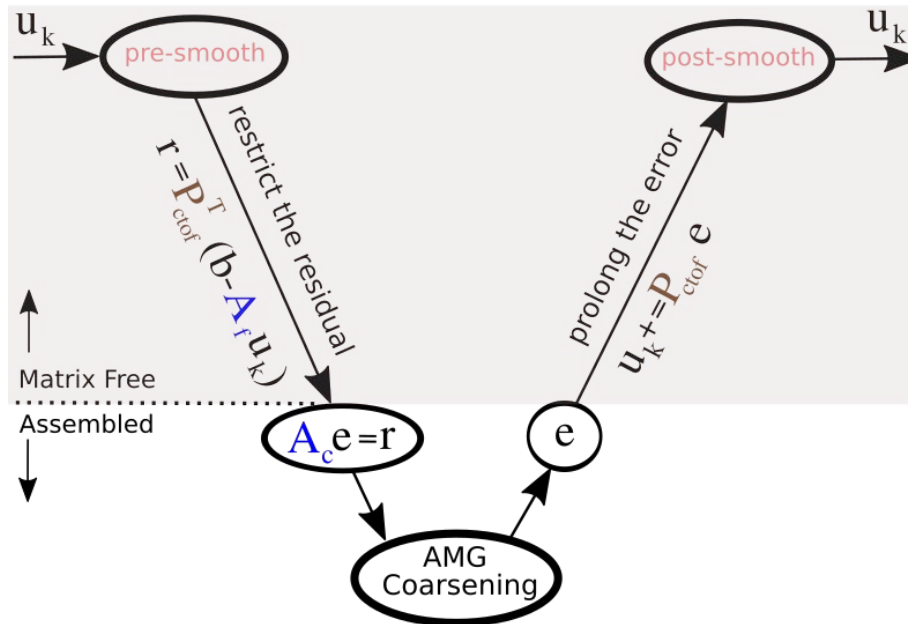 u_k
u_k
pre-smooth
post-smooth
restrict the residual
r = P_ctof^T (b-A_f u_k)
prolong the error
u_k += P_ctof e
Matrix Free
Assembled
A_c e = r
e
AMG
Coarsening